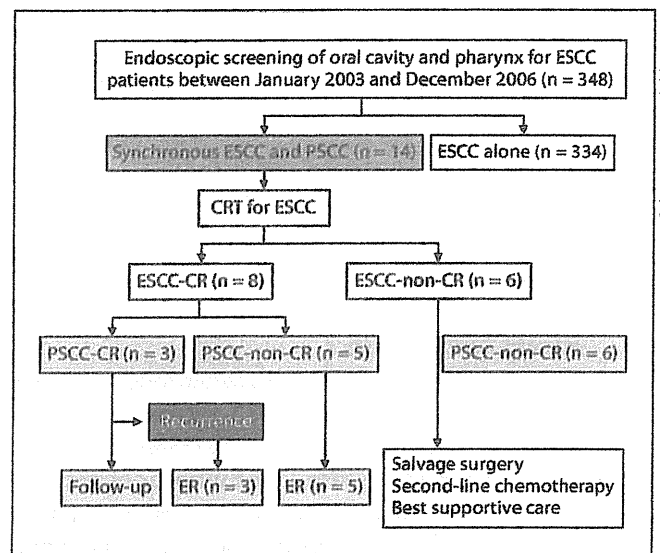 Endoscopic screening of oral cavity and pharynx for ESCC
patients between January 2003 and December 2006 (n = 348)
Synchronous ESCC and PSCC (n = 14)
ESCC alone (n = 334)
CRT for ESCC
ESCC-CR (n = 8)
ESCC-non-CR (n = 6)
PSCC-CR (n = 3)
PSCC-non-CR (n = 5)
PSCC-non-CR (n = 6)
Recurrence
Follow-up
ER (n = 3)
ER (n = 5)
Salvage surgery
Second-line chemotherapy
Best supportive care